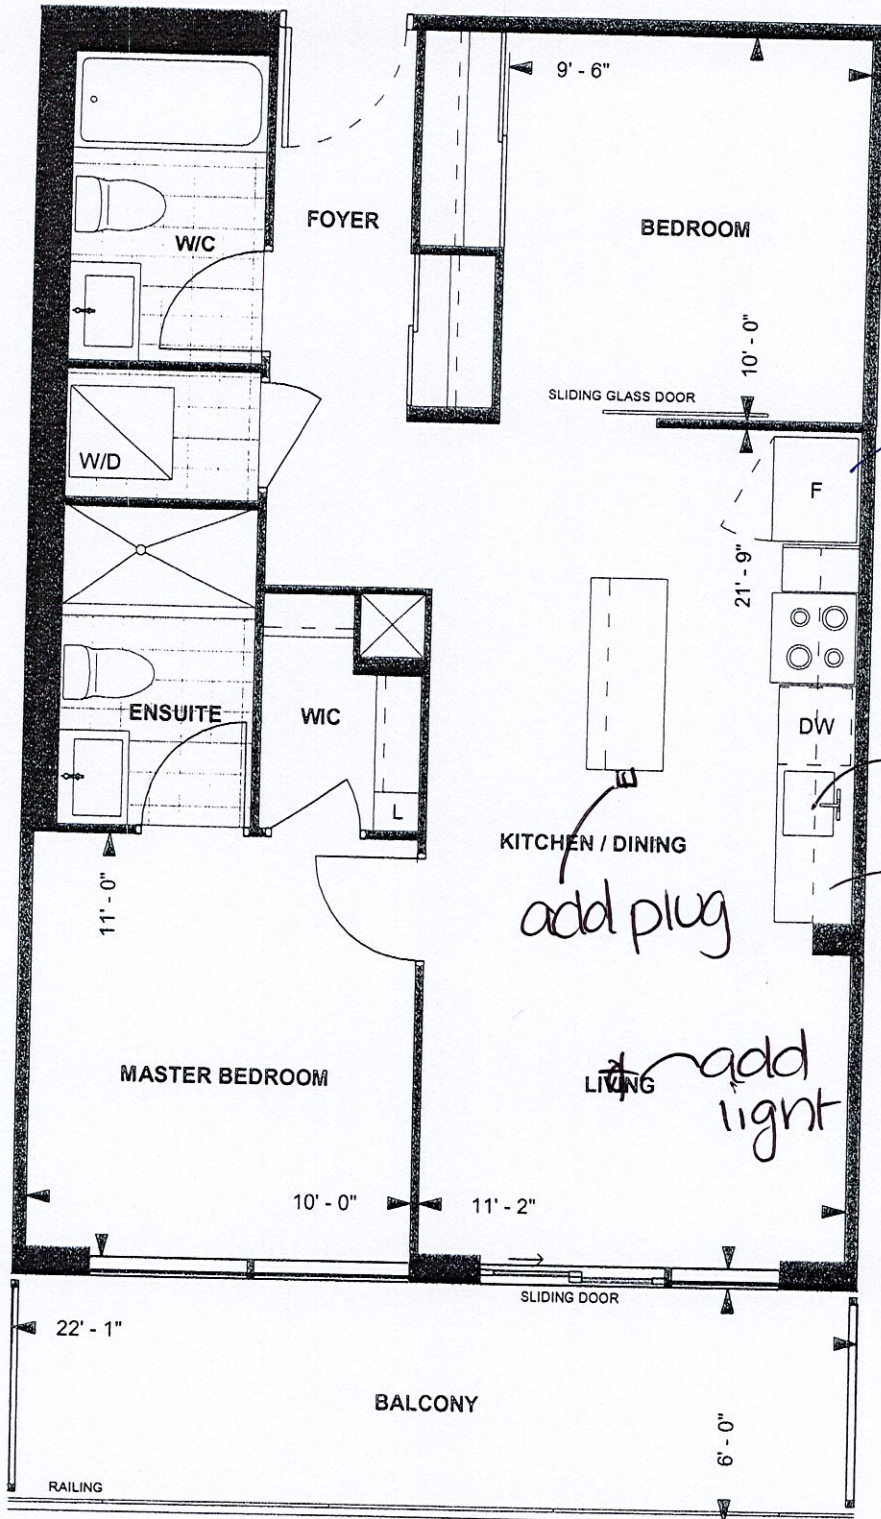 9' - 6"
FOYER
BEDROOM
W/C
10' - 0"
SLIDING GLASS DOOR
W/D
F
21' - 9"
ENSUITE
WIC
DW
L
KITCHEN / DINING
11' - 0"
add plug
MASTER BEDROOM
LIVING
add
light
10' - 0"
11' - 2"
SLIDING DOOR
22' - 1"
BALCONY
6' - 0"
RAILING